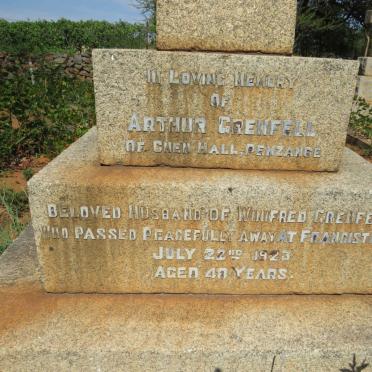 IN LOVING MEMORY
OF
ARTHUR GRENFELL
OF GWEN HALL, PENZANCE
BELOVED HUSBAND OF WINIFRED GRENFE
WHO PASSED PEACEFULLY AWAY AT FRANCIST
JULY 22ND 1923
AGED 40 YEARS.